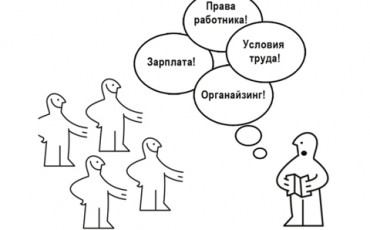 Права
работника!
Зарплата!
Условия
труда!
Органайзинг!